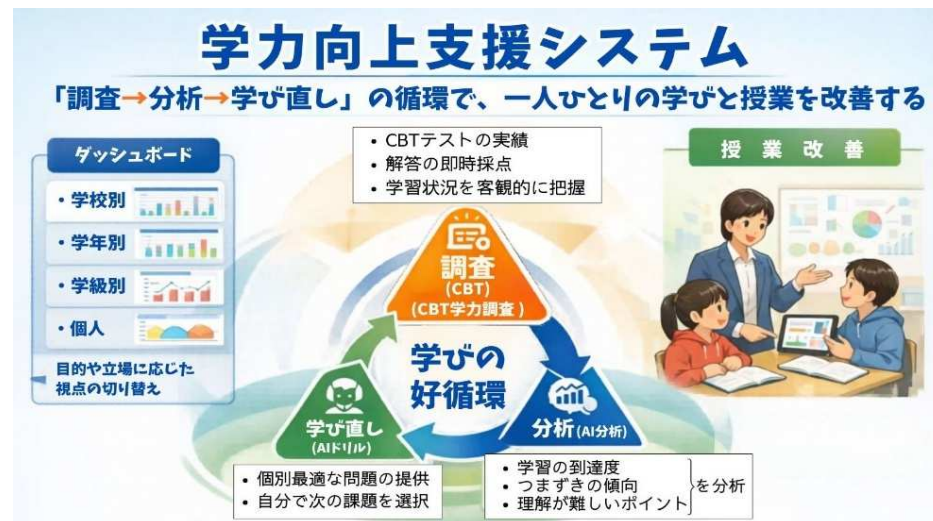 学力向上支援システム
「調査→分析→学び直し」の循環で、一人ひとりの学びと授業を改善する
ダッシュボード
・学校別
・学年別
・学級別
・個人
目的や立場に応じた
視点の切り替え
• CBTテストの実績
• 解答の即時採点
• 学習状況を客観的に把握
調査
(CBT)
(CBT学力調査 )
学びの
好循環
学び直し
(AIドリル)
分析(AI分析)
• 個別最適な問題の提供
• 自分で次の課題を選択
• 学習の到達度
• つまずきの傾向
• 理解が難しいポイント
を分析
授業改善